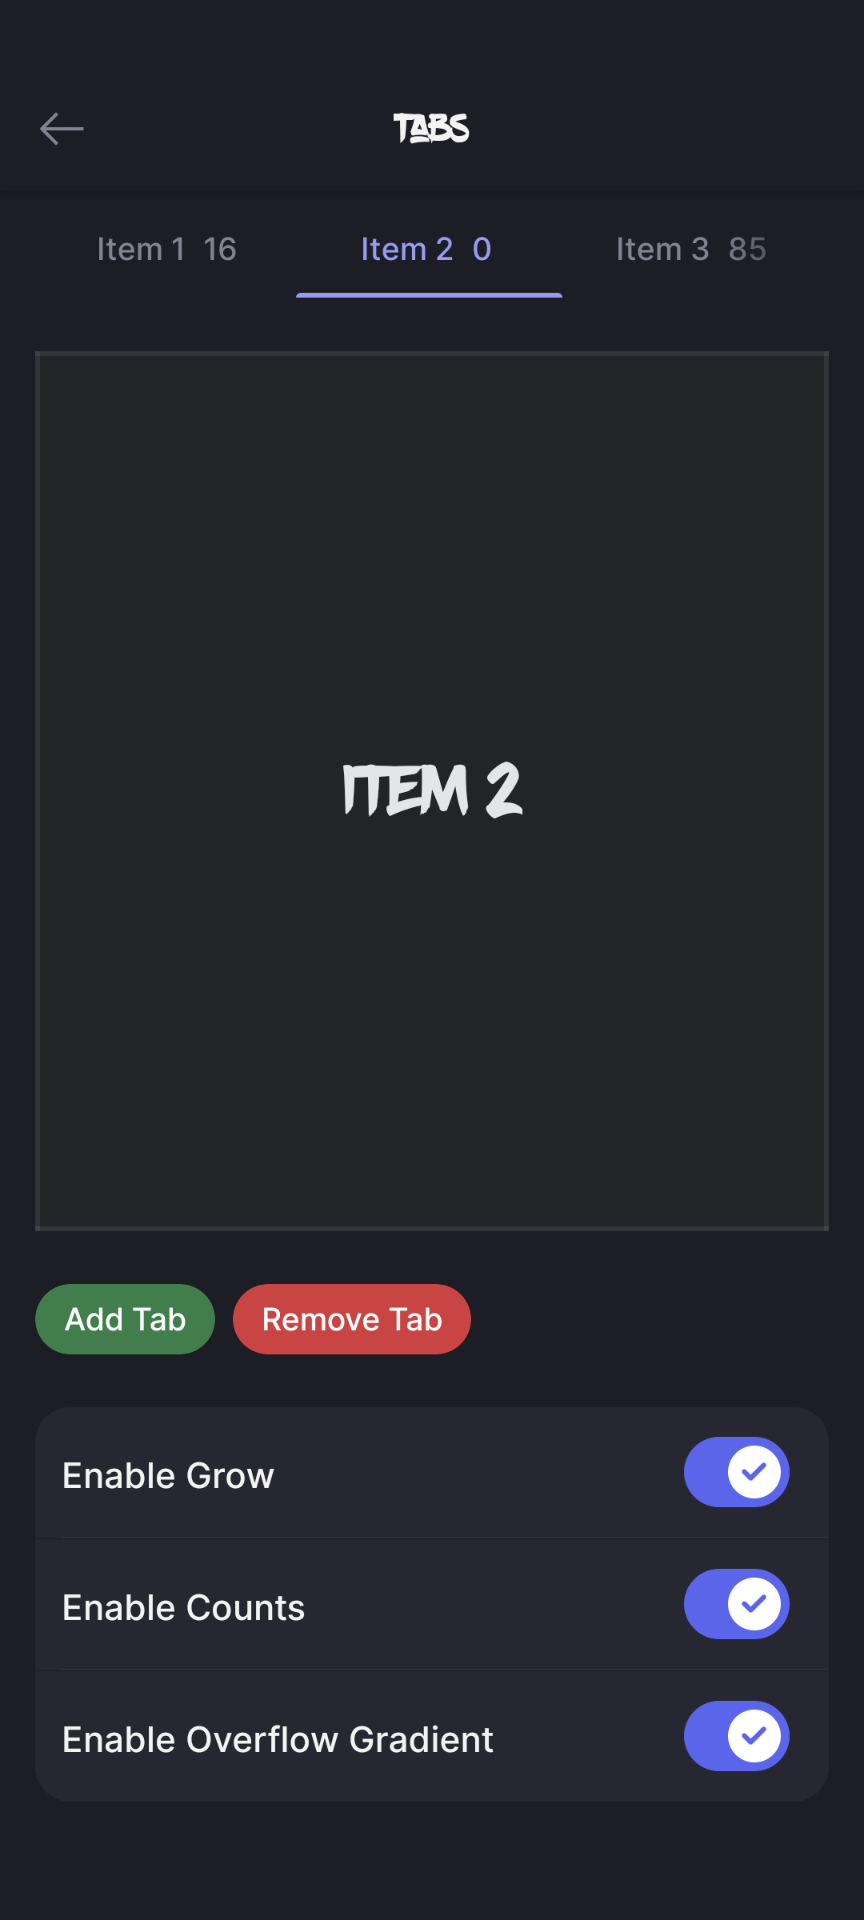 TABS
Item 1 16 Item 2 0 Item 3 85
ITEM 2
Add Tab Remove Tab
Enable Grow
Enable Counts
Enable Overflow Gradient